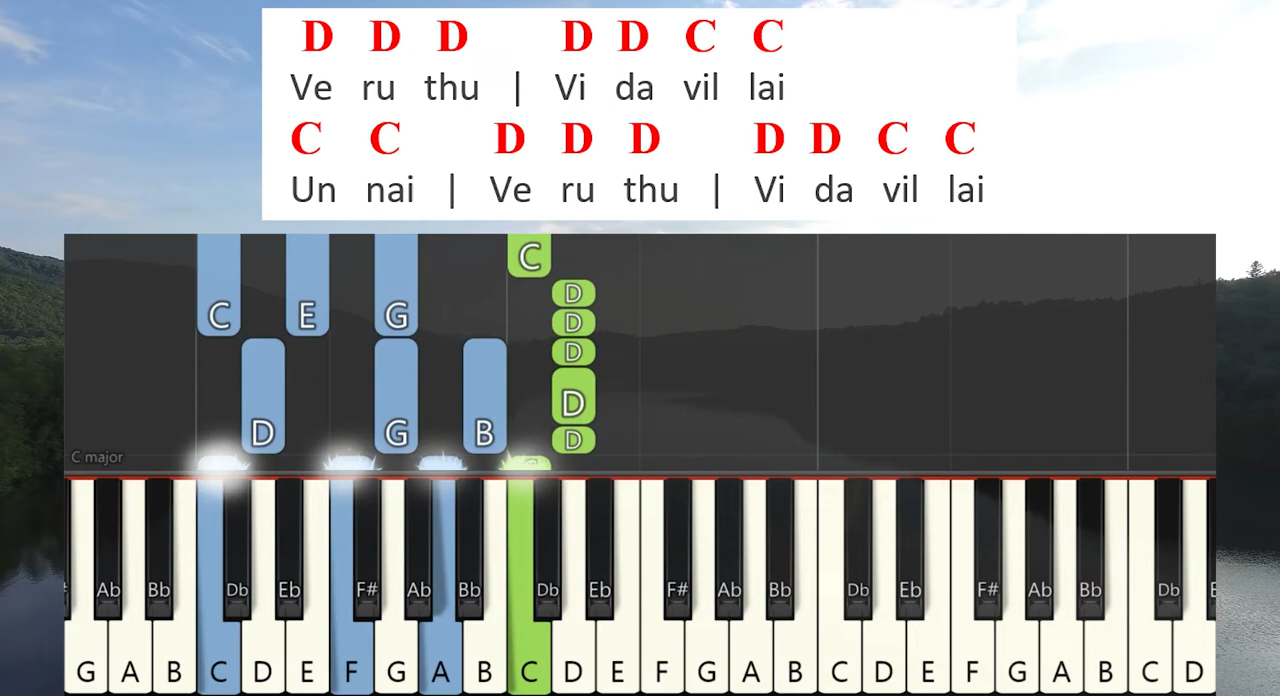 D D D D D C C
Ve ru thu | Vi da vil lai
C C D D D D D C C
Un nai | Ve ru thu | Vi da vil lai
C
D
C E G D
D
D
D G B D
C major
Ab Bb Db Eb F# Ab Bb Db Eb F# Ab Bb Db Eb F# Ab Bb Db
G A B C D E F G A B C D E F G A B C D E F G A B C D